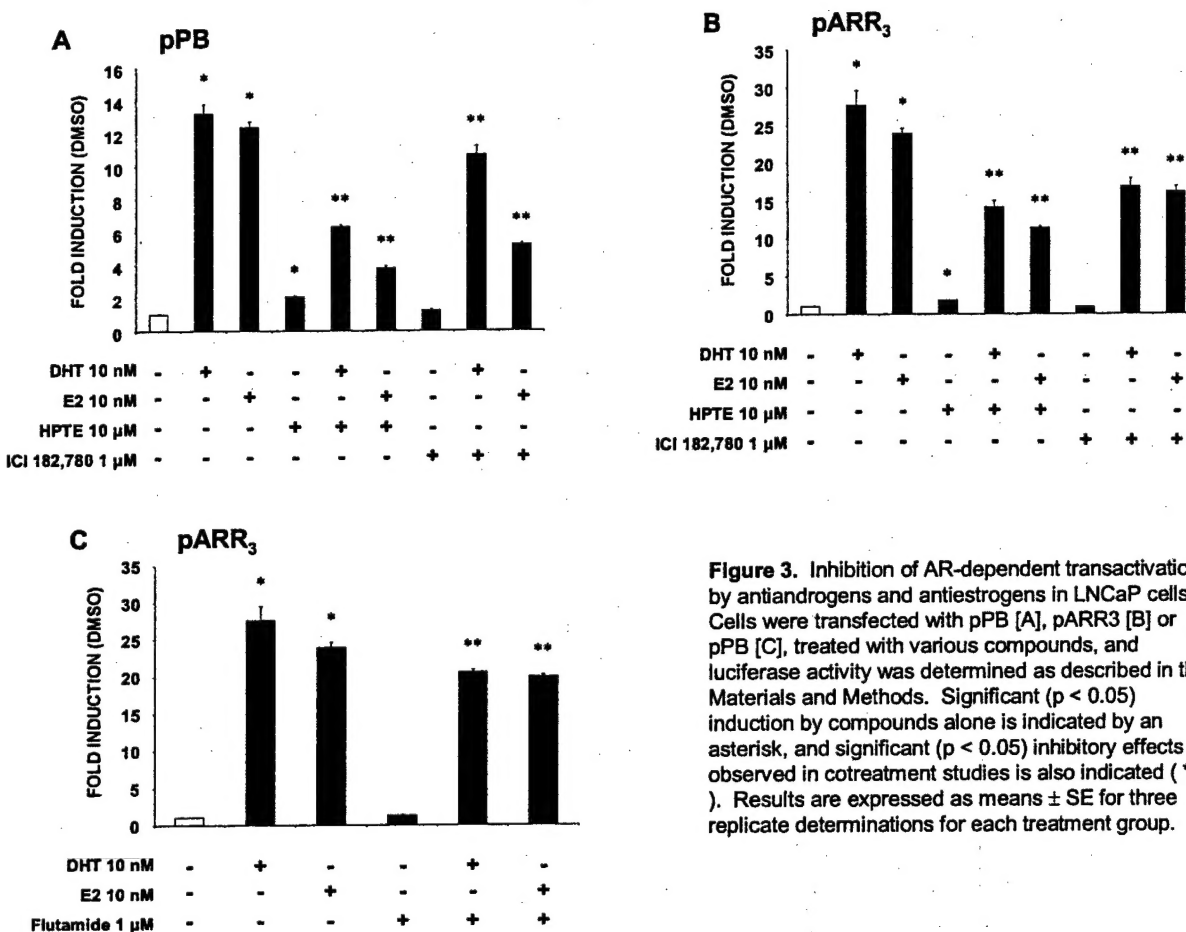 A pPB
FOLD INDUCTION (DMSO)
16
14
12
10
8
6
4
2
0
* * * ** ** ** **
DHT 10 nM - + - - + - - + -
E2 10 nM - - + - - + - - +
HPTE 10 µM - - - + + + - - -
ICI 182,780 1 µM - - - - - - + + +
B pARR3
FOLD INDUCTION (DMSO)
35
30
25
20
15
10
5
0
* * * ** ** ** **
DHT 10 nM - + - - + - - + -
E2 10 nM - - + - - + - - +
HPTE 10 µM - - - + + + - - -
ICI 182,780 1 µM - - - - - - + + +
C pARR3
FOLD INDUCTION (DMSO)
35
30
25
20
15
10
5
0
* * ** **
DHT 10 nM - + - - + -
E2 10 nM - - + - - +
Flutamide 1 µM - - - + + +
Figure 3. Inhibition of AR-dependent transactivatio
by antiandrogens and antiestrogens in LNCaP cells
Cells were transfected with pPB [A], pARR3 [B] or
pPB [C], treated with various compounds, and
luciferase activity was determined as described in t
Materials and Methods. Significant (p < 0.05)
induction by compounds alone is indicated by an
asterisk, and significant (p < 0.05) inhibitory effects
observed in cotreatment studies is also indicated ( *
). Results are expressed as means ± SE for three
replicate determinations for each treatment group.